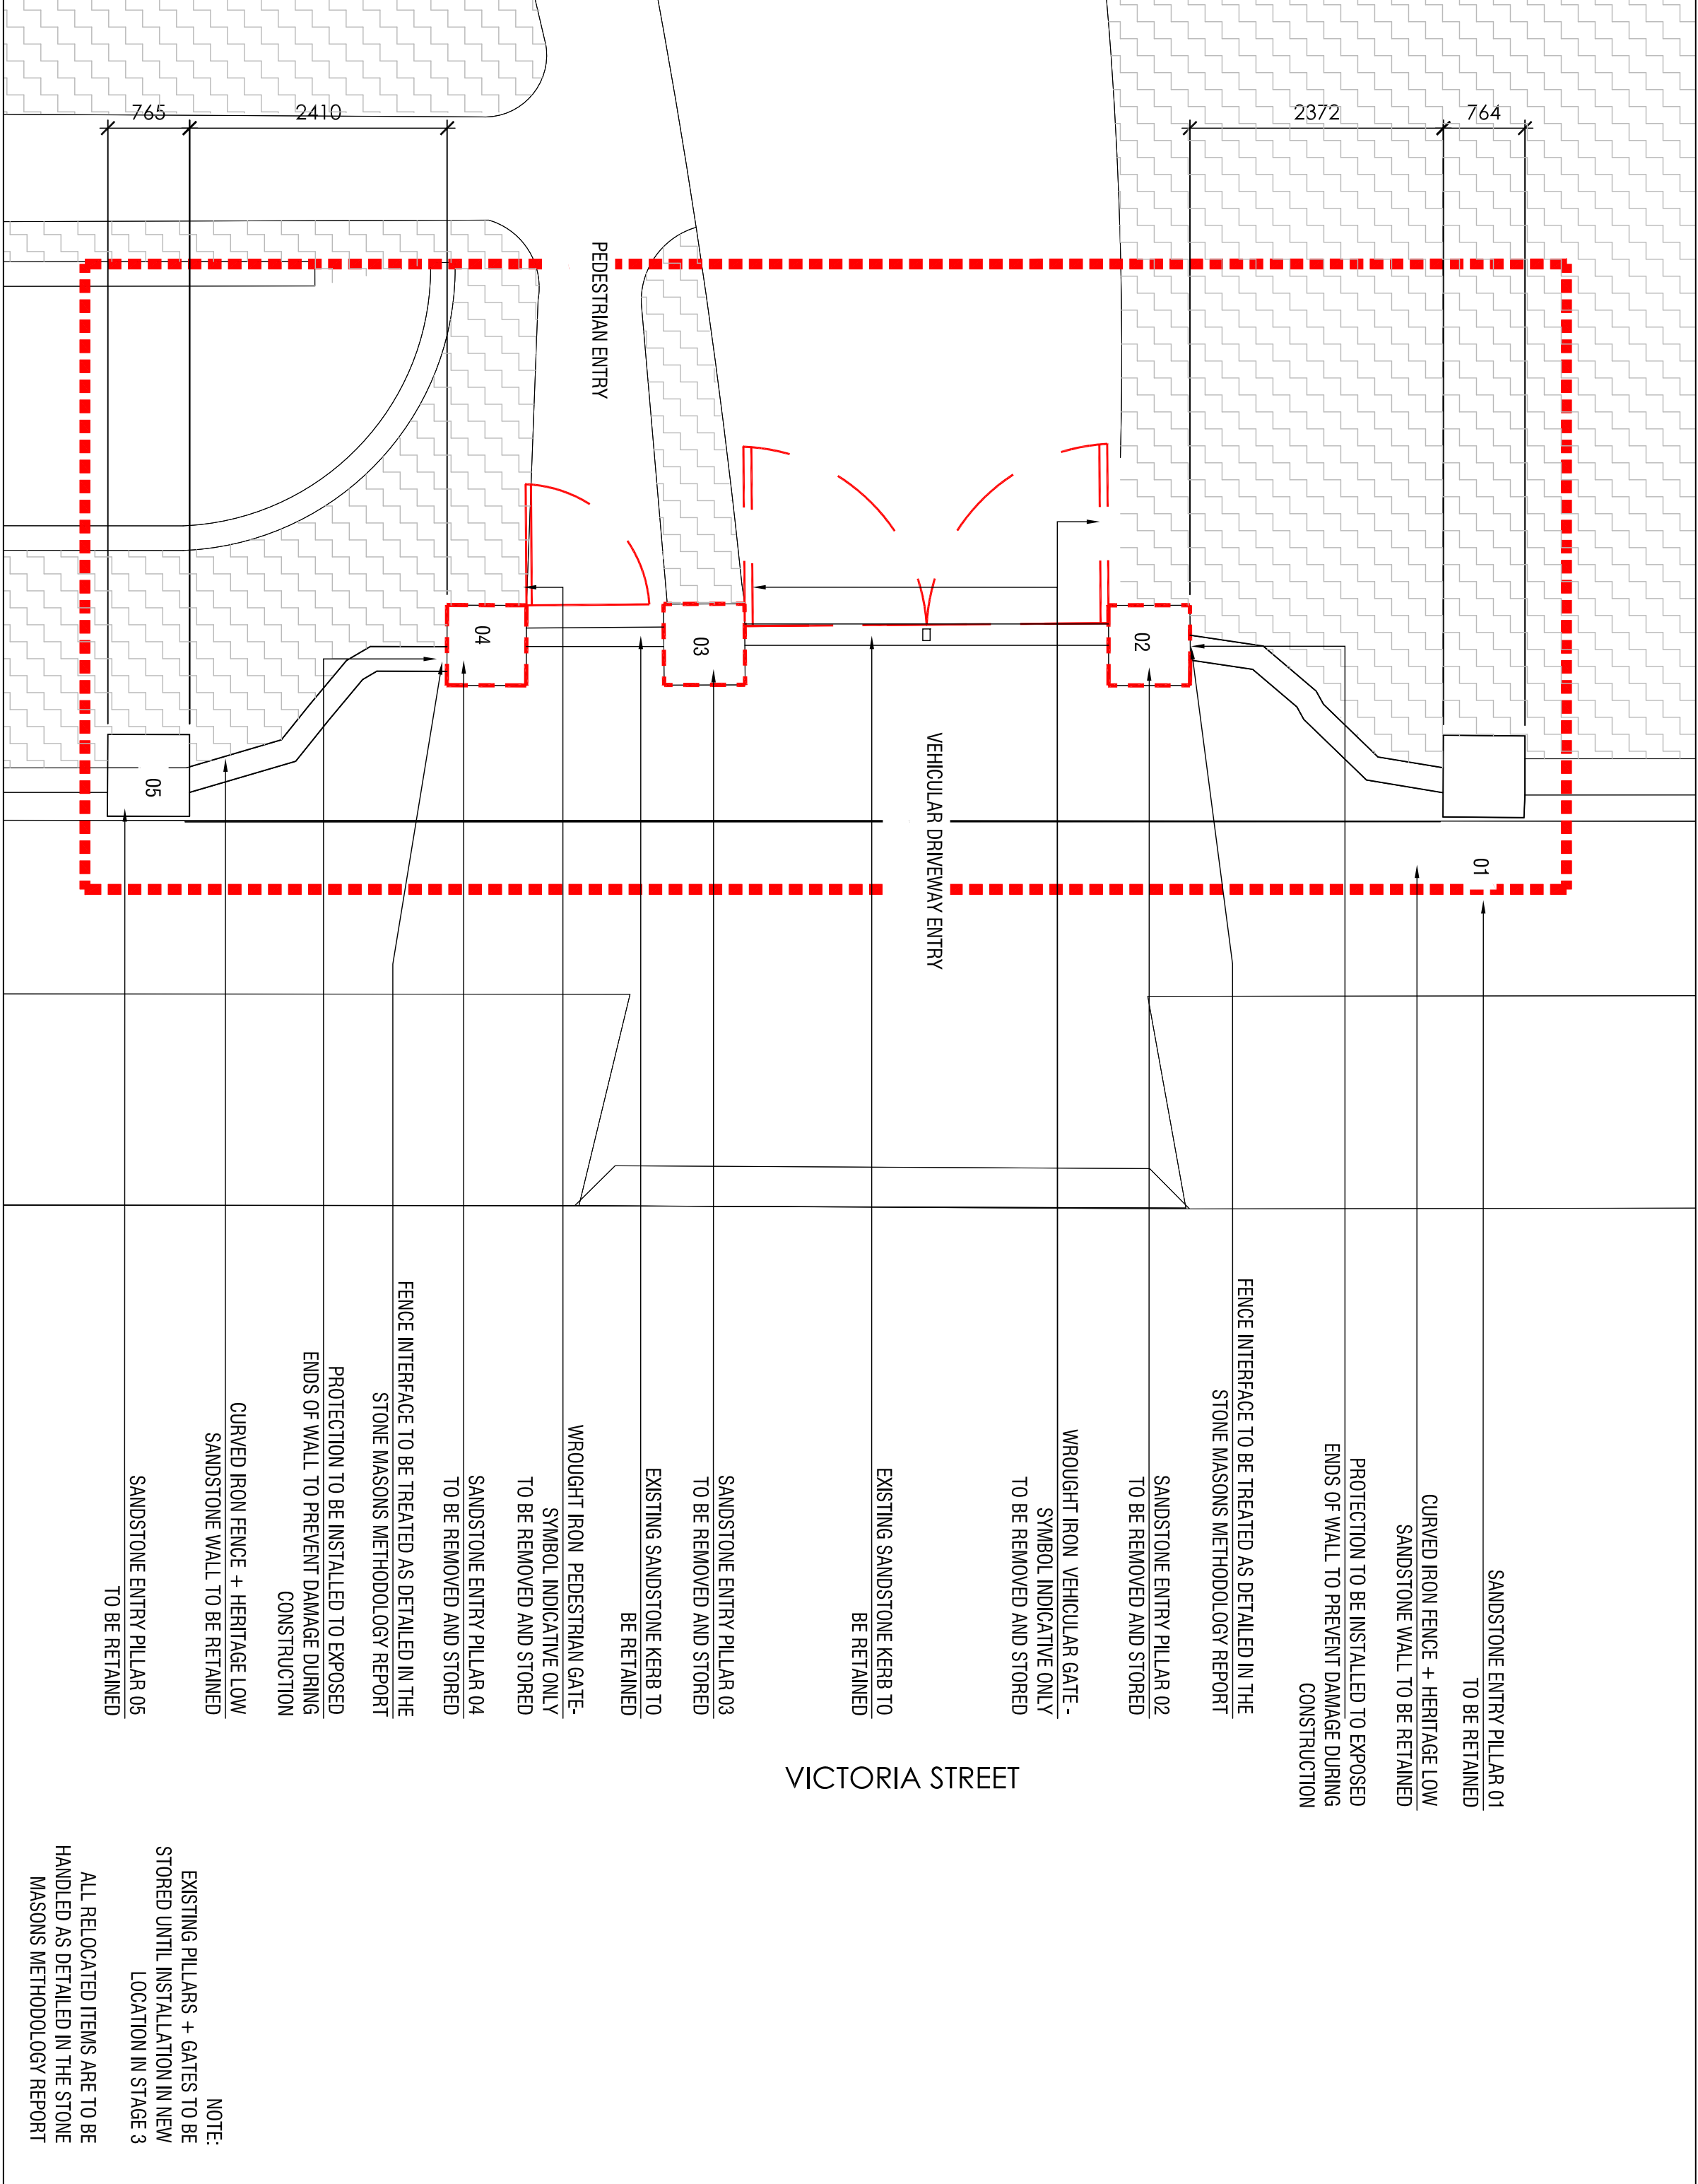 765
2410
2372
764
PEDESTRIAN ENTRY
VEHICULAR DRIVEWAY ENTRY
01
02
03
04
05
SANDSTONE ENTRY PILLAR 01
TO BE RETAINED
CURVED IRON FENCE + HERITAGE LOW
SANDSTONE WALL TO BE RETAINED
PROTECTION TO BE INSTALLED TO EXPOSED
ENDS OF WALL TO PREVENT DAMAGE DURING
CONSTRUCTION
FENCE INTERFACE TO BE TREATED AS DETAILED IN THE
STONE MASONS METHODOLOGY REPORT
SANDSTONE ENTRY PILLAR 02
TO BE REMOVED AND STORED
WROUGHT IRON VEHICULAR GATE -
SYMBOL INDICATIVE ONLY
TO BE REMOVED AND STORED
EXISTING SANDSTONE KERB TO
BE RETAINED
SANDSTONE ENTRY PILLAR 03
TO BE REMOVED AND STORED
EXISTING SANDSTONE KERB TO
BE RETAINED
WROUGHT IRON PEDESTRIAN GATE-
SYMBOL INDICATIVE ONLY
TO BE REMOVED AND STORED
SANDSTONE ENTRY PILLAR 04
TO BE REMOVED AND STORED
FENCE INTERFACE TO BE TREATED AS DETAILED IN THE
STONE MASONS METHODOLOGY REPORT
PROTECTION TO BE INSTALLED TO EXPOSED
ENDS OF WALL TO PREVENT DAMAGE DURING
CONSTRUCTION
CURVED IRON FENCE + HERITAGE LOW
SANDSTONE WALL TO BE RETAINED
SANDSTONE ENTRY PILLAR 05
TO BE RETAINED
VICTORIA STREET
NOTE:
EXISTING PILLARS + GATES TO BE
STORED UNTIL INSTALLATION IN NEW
LOCATION IN STAGE 3
ALL RELOCATED ITEMS ARE TO BE
HANDLED AS DETAILED IN THE STONE
MASONS METHODOLOGY REPORT